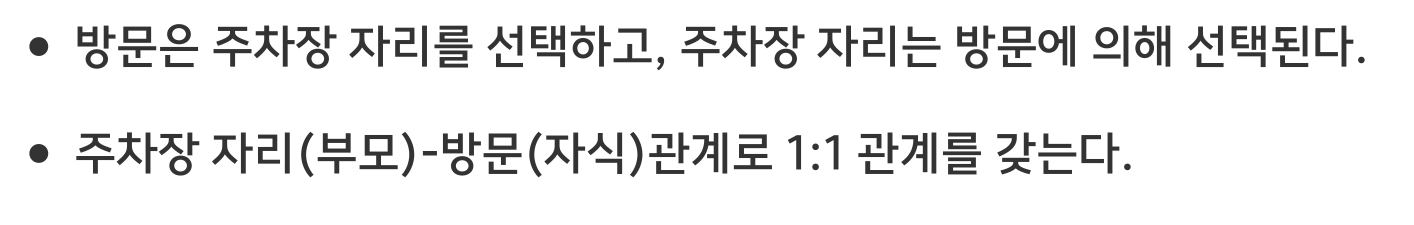 • 방문은 주차장 자리를 선택하고, 주차장 자리는 방문에 의해 선택된다.
• 주차장 자리(부모)-방문(자식)관계로 1:1 관계를 갖는다.